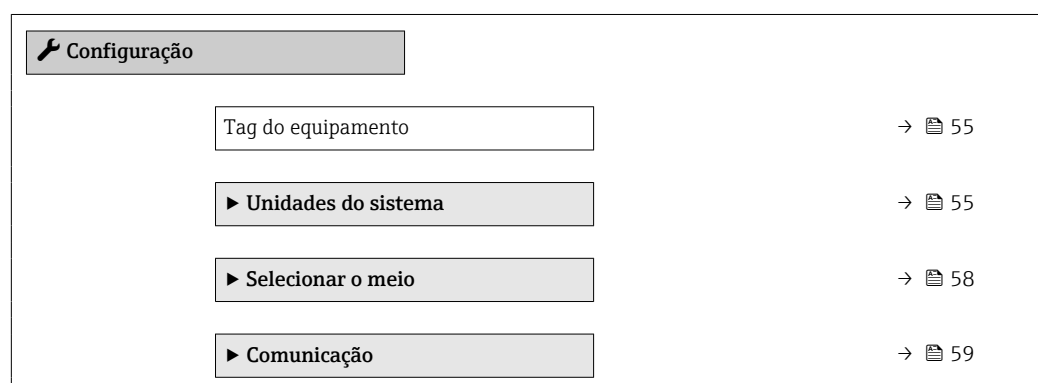 Configuração
Tag do equipamento → 55
▶ Unidades do sistema → 55
▶ Selecionar o meio → 58
▶ Comunicação → 59